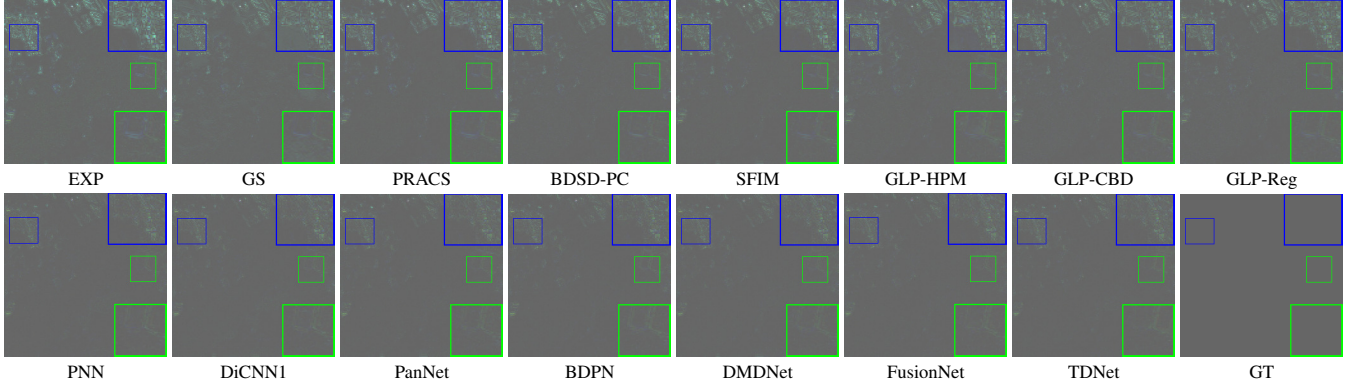 EXP GS PRACS BDSD-PC SFIM GLP-HPM GLP-CBD GLP-Reg
PNN DiCNN1 PanNet BDPN DMDNet FusionNet TDNet GT